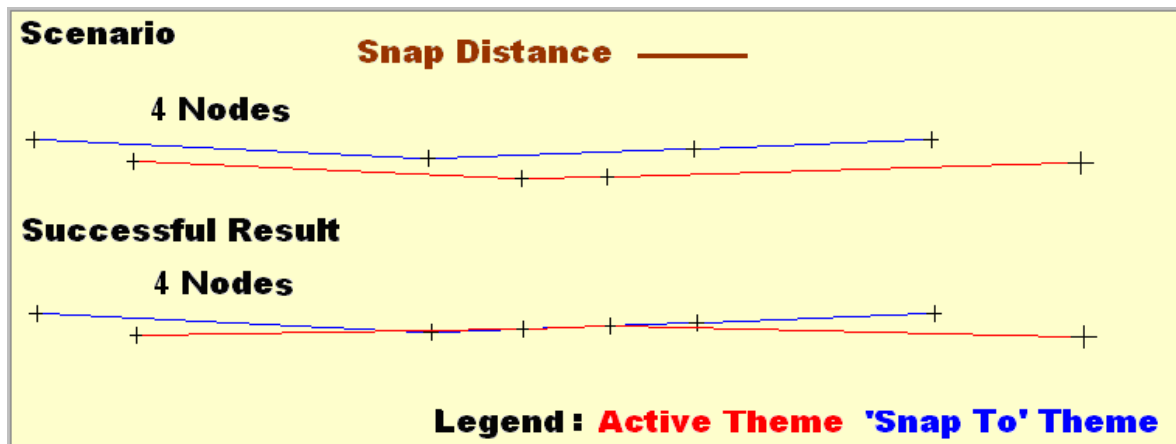 Scenario
Snap Distance
4 Nodes
Successful Result
4 Nodes
Legend : Active Theme 'Snap To' Theme